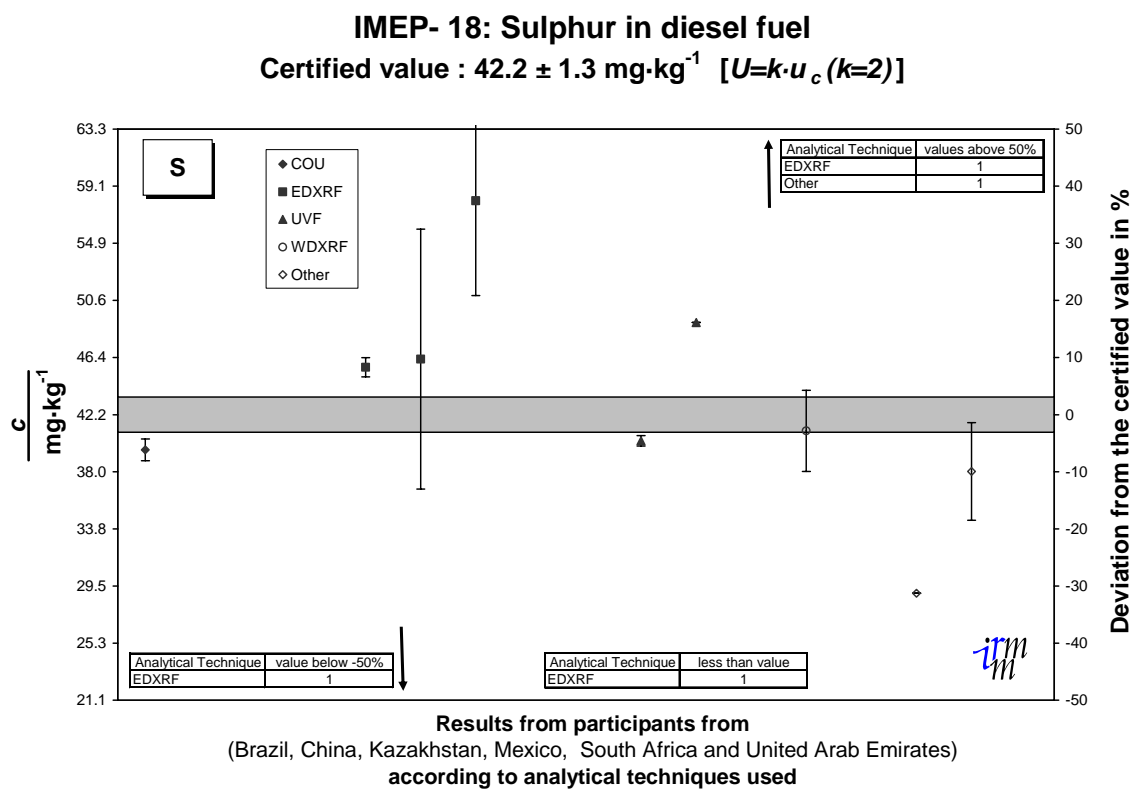 IMEP- 18: Sulphur in diesel fuel
Certified value : 42.2 ± 1.3 mg·kg-1 [U=k·u c (k=2)]
S
COU
EDXRF
UVF
WDXRF
Other
Analytical Technique values above 50%
EDXRF 1
Other 1
63.3
59.1
54.9
50.6
46.4
42.2
38.0
33.8
29.5
25.3
21.1
c
mg·kg-1
50
40
30
20
10
0
-10
-20
-30
-40
-50
Deviation from the certified value in %
Analytical Technique value below -50%
EDXRF 1
Analytical Technique less than value
EDXRF 1
irmm
Results from participants from
(Brazil, China, Kazakhstan, Mexico, South Africa and United Arab Emirates)
according to analytical techniques used